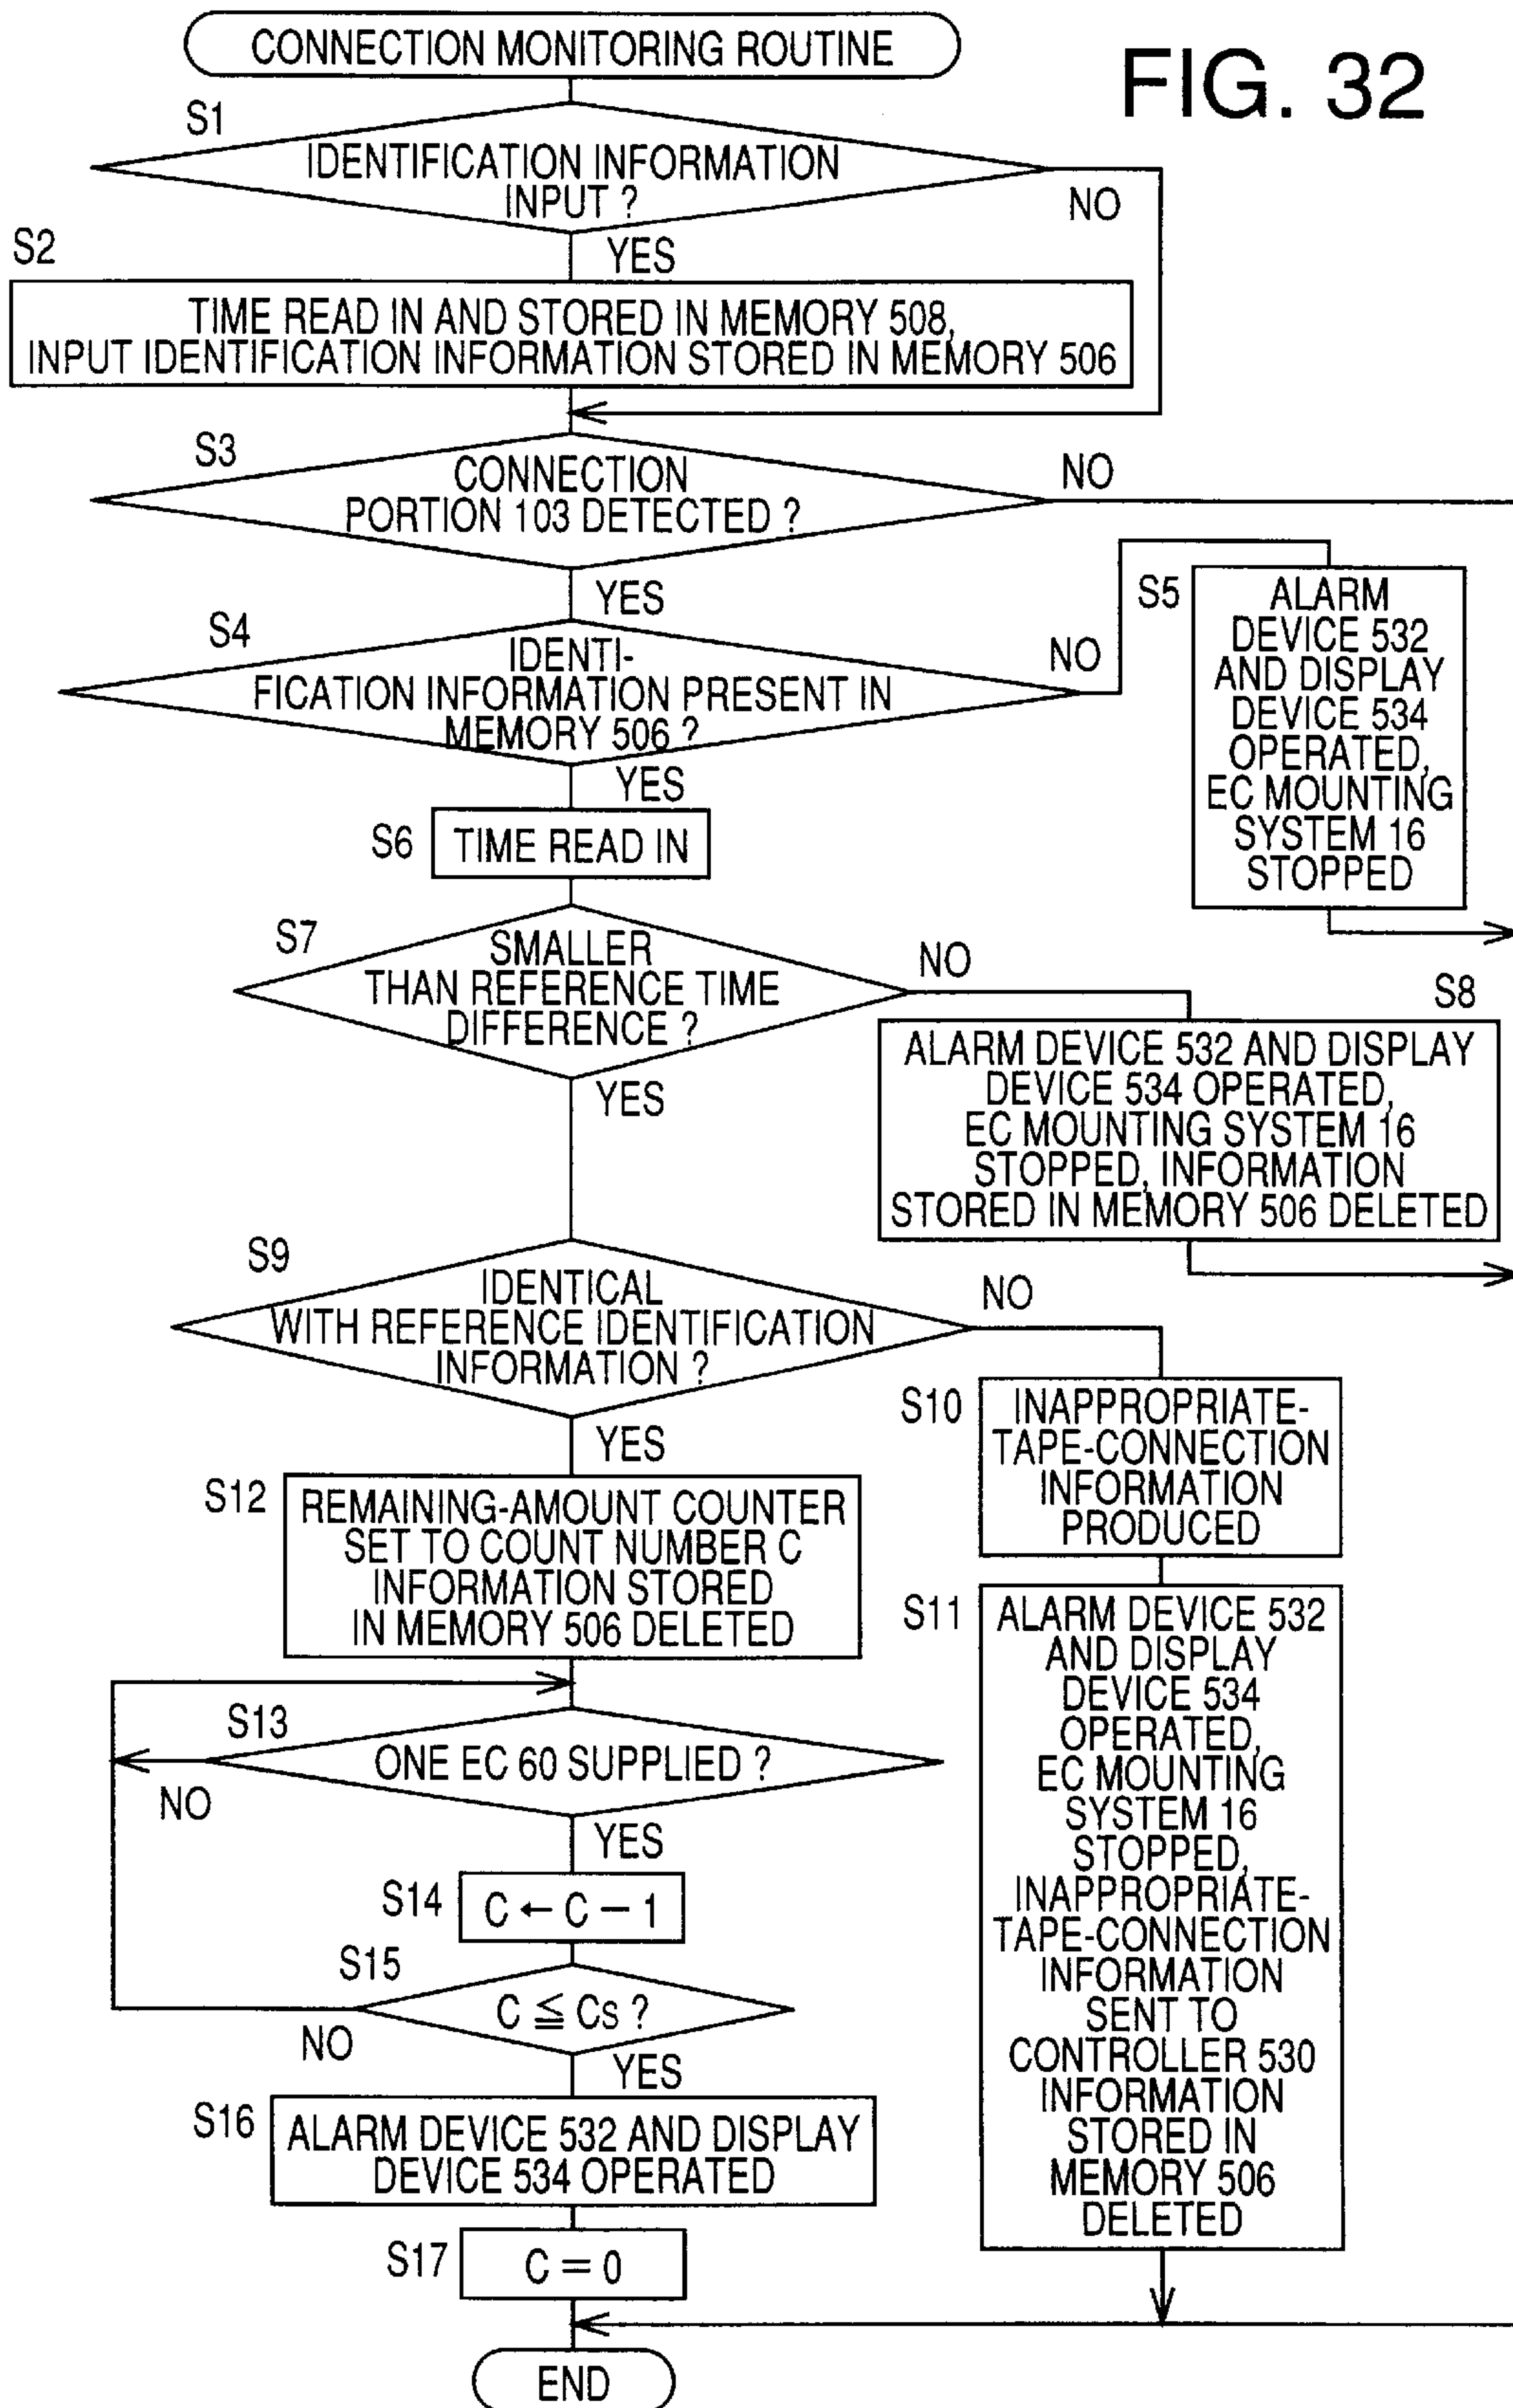 CONNECTION MONITORING ROUTINE
FIG. 32
S1
IDENTIFICATION INFORMATION
INPUT ?
NO
YES
S2
TIME READ IN AND STORED IN MEMORY 508,
INPUT IDENTIFICATION INFORMATION STORED IN MEMORY 506
S3
CONNECTION
PORTION 103 DETECTED ?
NO
YES
S4
IDENTI-
FICATION INFORMATION PRESENT IN
MEMORY 506 ?
NO
YES
S5
ALARM
DEVICE 532
AND DISPLAY
DEVICE 534
OPERATED,
EC MOUNTING
SYSTEM 16
STOPPED
S6
TIME READ IN
S7
SMALLER
THAN REFERENCE TIME
DIFFERENCE ?
NO
YES
S8
ALARM DEVICE 532 AND DISPLAY
DEVICE 534 OPERATED,
EC MOUNTING SYSTEM 16
STOPPED, INFORMATION
STORED IN MEMORY 506 DELETED
S9
IDENTICAL
WITH REFERENCE IDENTIFICATION
INFORMATION ?
NO
YES
S10
INAPPROPRIATE-
TAPE-CONNECTION
INFORMATION
PRODUCED
S11
ALARM DEVICE 532
AND DISPLAY
DEVICE 534
OPERATED,
EC MOUNTING
SYSTEM 16
STOPPED,
INAPPROPRIATE-
TAPE-CONNECTION
INFORMATION
SENT TO
CONTROLLER 530
INFORMATION
STORED IN
MEMORY 506
DELETED
S12
REMAINING-AMOUNT COUNTER
SET TO COUNT NUMBER C
INFORMATION STORED
IN MEMORY 506 DELETED
S13
ONE EC 60 SUPPLIED ?
NO
YES
S14
C ← C − 1
S15
C ≦ Cs ?
NO
YES
S16
ALARM DEVICE 532 AND DISPLAY
DEVICE 534 OPERATED
S17
C = 0
END